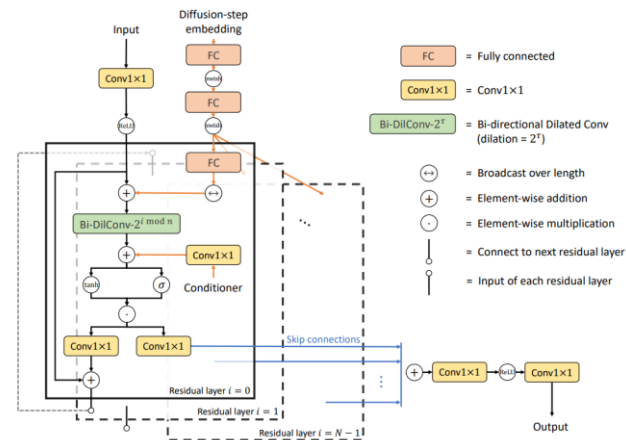 Input
Diffusion-step
embedding
FC
Conv1×1
FC
ReLU
FC
Bi-DilConv-2^{i mod n}
Conv1×1
tanh
σ
Conditioner
Conv1×1
Conv1×1
Skip connections
Residual layer i = 0
Residual layer i = 1
Residual layer i = N − 1
FC = Fully connected
Conv1×1 = Conv1×1
Bi-DilConv-2^τ = Bi-directional Dilated Conv
(dilation = 2^τ)
= Broadcast over length
= Element-wise addition
= Element-wise multiplication
= Connect to next residual layer
= Input of each residual layer
Conv1×1
ReLU
Conv1×1
Output